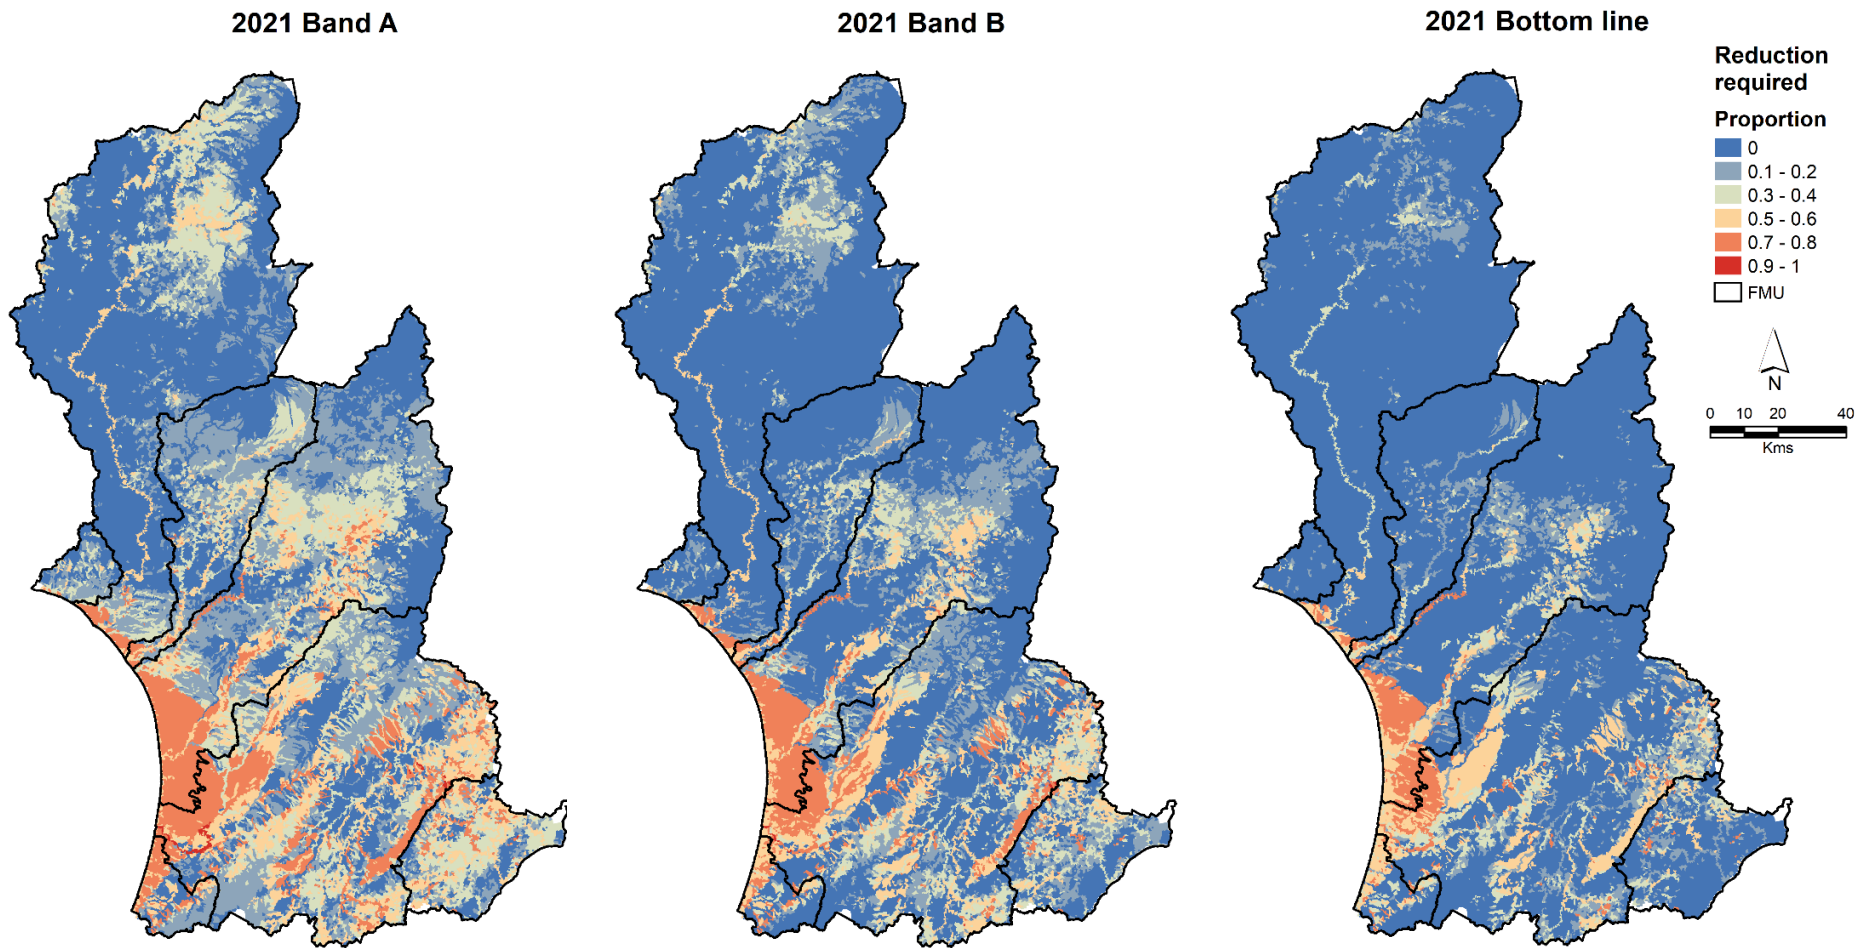 2021 Band A
2021 Band B
2021 Bottom line
Reduction
required
Proportion
0
0.1 - 0.2
0.3 - 0.4
0.5 - 0.6
0.7 - 0.8
0.9 - 1
FMU
N
0 10 20 40
Kms